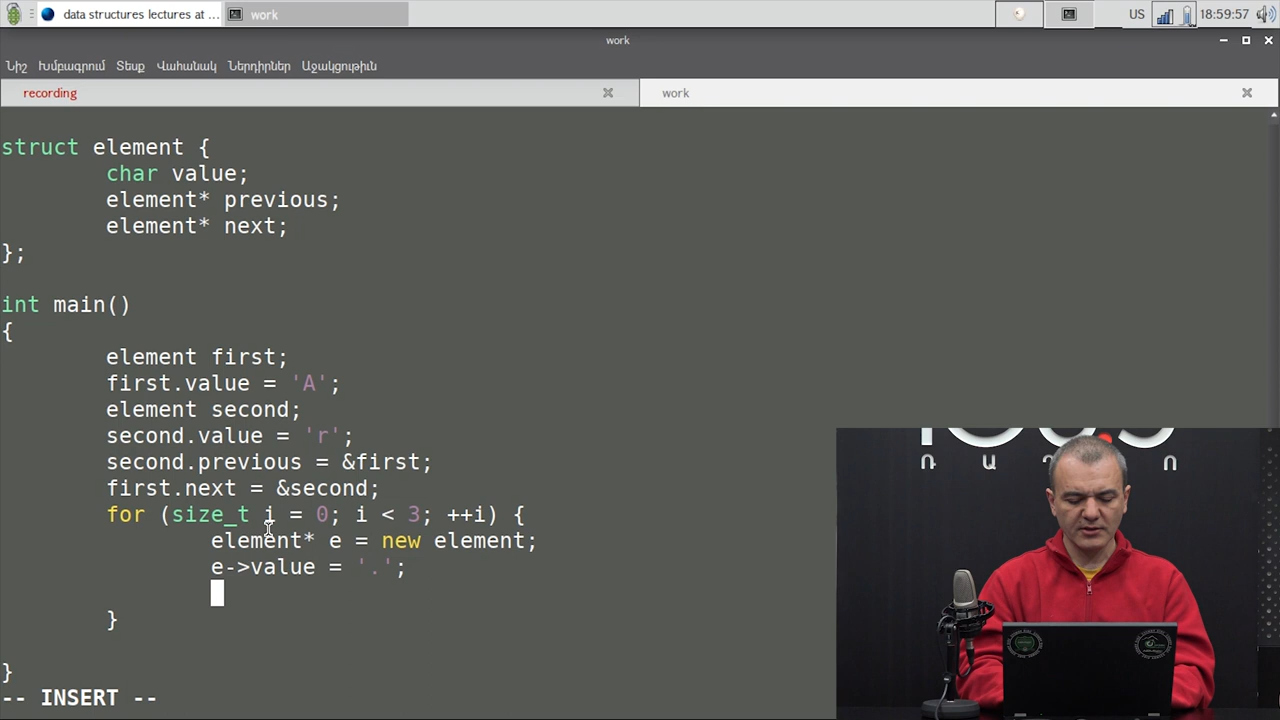 data structures lectures at ...
work
US
18:59:57
work
Նիշ Խմբագրում Տեսք Վահանակ Ներդիրներ Աջակցութիւն
recording
work
struct element {
char value;
element* previous;
element* next;
};
int main()
{
element first;
first.value = 'A';
element second;
second.value = 'r';
second.previous = &first;
first.next = &second;
for (size_t i = 0; i < 3; ++i) {
element* e = new element;
e->value = '.';
}
}
-- INSERT --